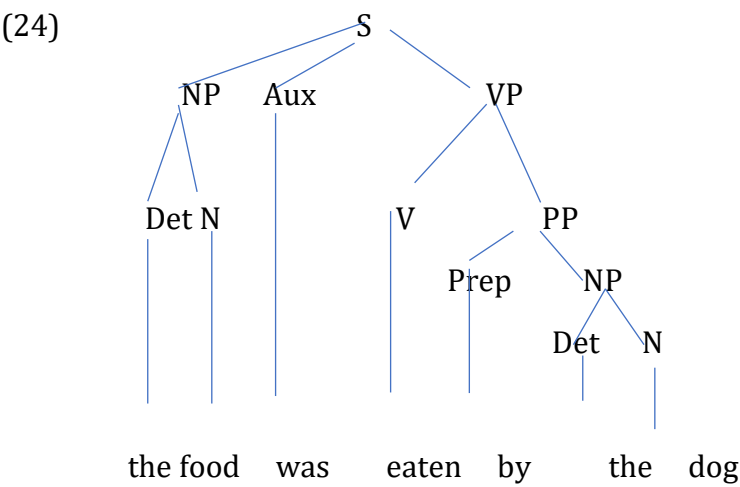 (24) S
NP Aux VP
Det N V PP
Prep NP
Det N
the food was eaten by the dog